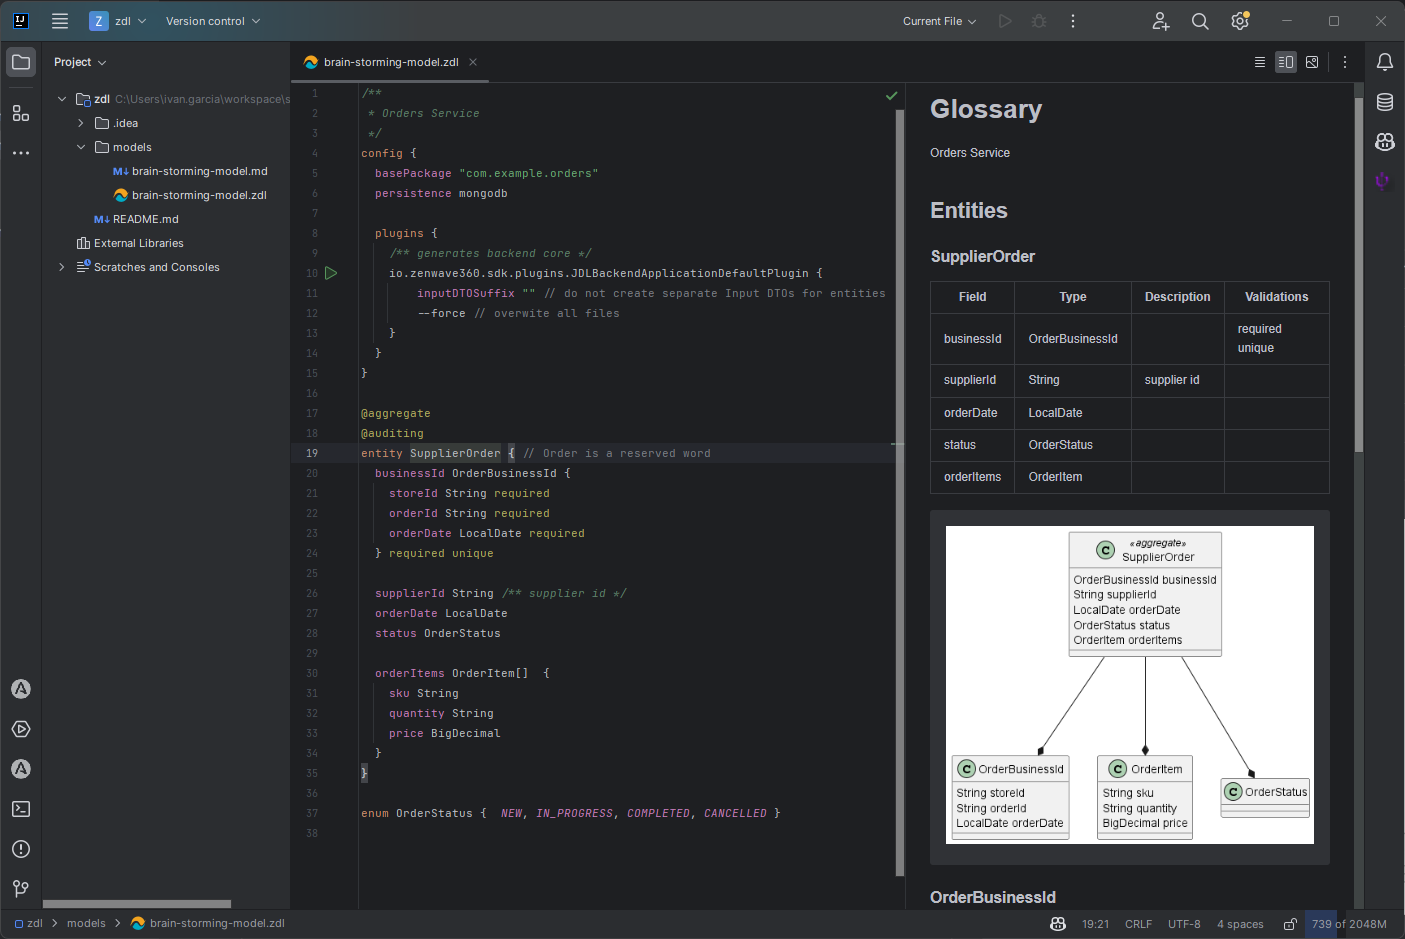 IJ
Z
zdl
Version control
Current File
Project
brain-storming-model.zdl
zdl C:\Users\ivan.garcia\workspace\s
.idea
models
M↓ brain-storming-model.md
brain-storming-model.zdl
M↓ README.md
External Libraries
Scratches and Consoles
1 /**
2 * Orders Service
3 */
4 config {
5 basePackage "com.example.orders"
6 persistence mongodb
7
8 plugins {
9 /** generates backend core */
10 io.zenwave360.sdk.plugins.JDLBackendApplicationDefaultPlugin {
11 inputDTOSuffix "" // do not create separate Input DTOs for entities
12 --force // overwite all files
13 }
14 }
15 }
16
17 @aggregate
18 @auditing
19 entity SupplierOrder { // Order is a reserved word
20 businessId OrderBusinessId {
21 storeId String required
22 orderId String required
23 orderDate LocalDate required
24 } required unique
25
26 supplierId String /** supplier id */
27 orderDate LocalDate
28 status OrderStatus
29
30 orderItems OrderItem[] {
31 sku String
32 quantity String
33 price BigDecimal
34 }
35 }
36
37 enum OrderStatus { NEW, IN_PROGRESS, COMPLETED, CANCELLED }
38
Glossary
Orders Service
Entities
SupplierOrder
Field Type Description Validations
businessId OrderBusinessId required
unique
supplierId String supplier id
orderDate LocalDate
status OrderStatus
orderItems OrderItem
«aggregate»
C SupplierOrder
OrderBusinessId businessId
String supplierId
LocalDate orderDate
OrderStatus status
OrderItem orderItems
C OrderBusinessId
String storeId
String orderId
LocalDate orderDate
C OrderItem
String sku
String quantity
BigDecimal price
C OrderStatus
OrderBusinessId
zdl > models > brain-storming-model.zdl
19:21 CRLF UTF-8 4 spaces 739 of 2048M